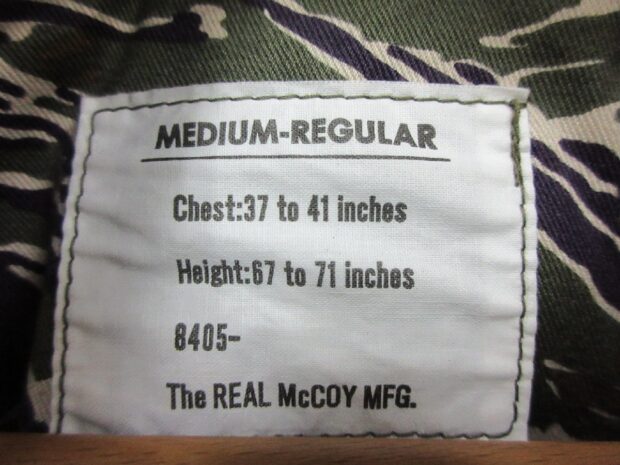 MEDIUM-REGULAR
Chest:37 to 41 inches
Height:67 to 71 inches
8405-
The REAL McCOY MFG.